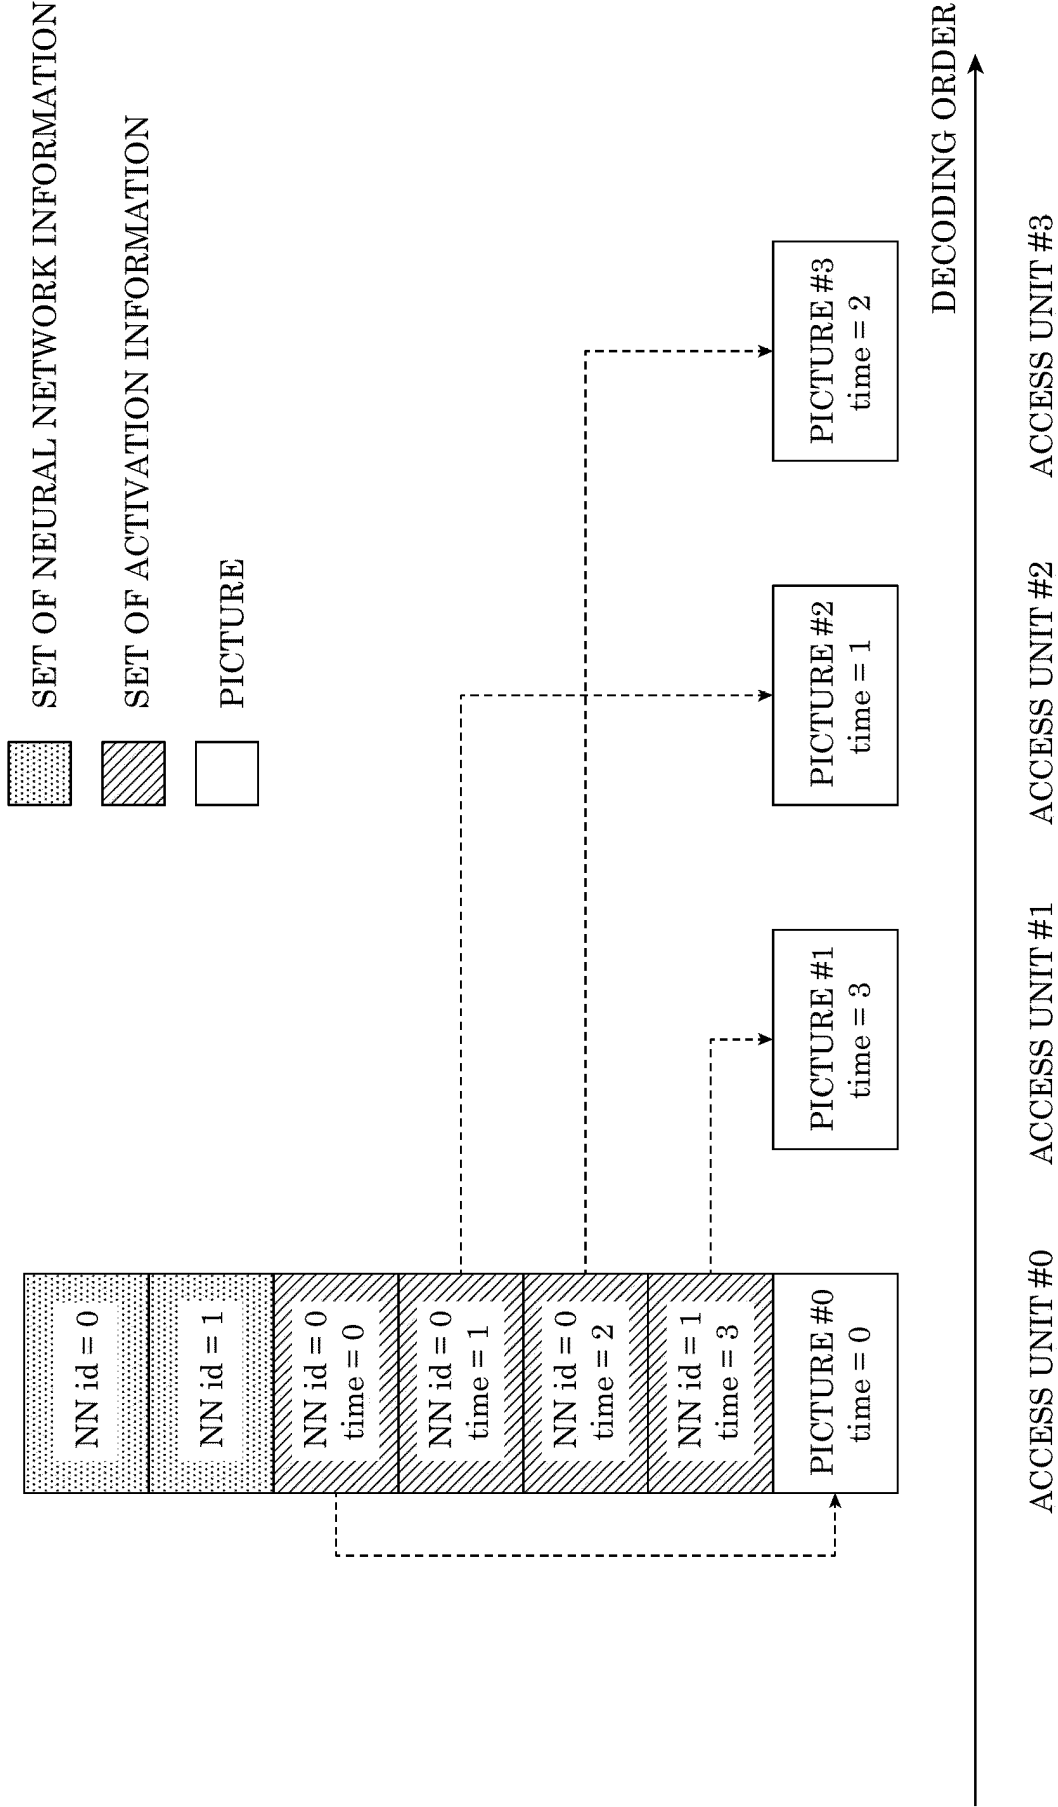 SET OF NEURAL NETWORK INFORMATION
SET OF ACTIVATION INFORMATION
PICTURE
NN id = 0
NN id = 1
NN id = 0
time = 0
NN id = 0
time = 1
NN id = 0
time = 2
NN id = 1
time = 3
PICTURE #0
time = 0
PICTURE #1
time = 3
PICTURE #2
time = 1
PICTURE #3
time = 2
DECODING ORDER
ACCESS UNIT #0
ACCESS UNIT #1
ACCESS UNIT #2
ACCESS UNIT #3